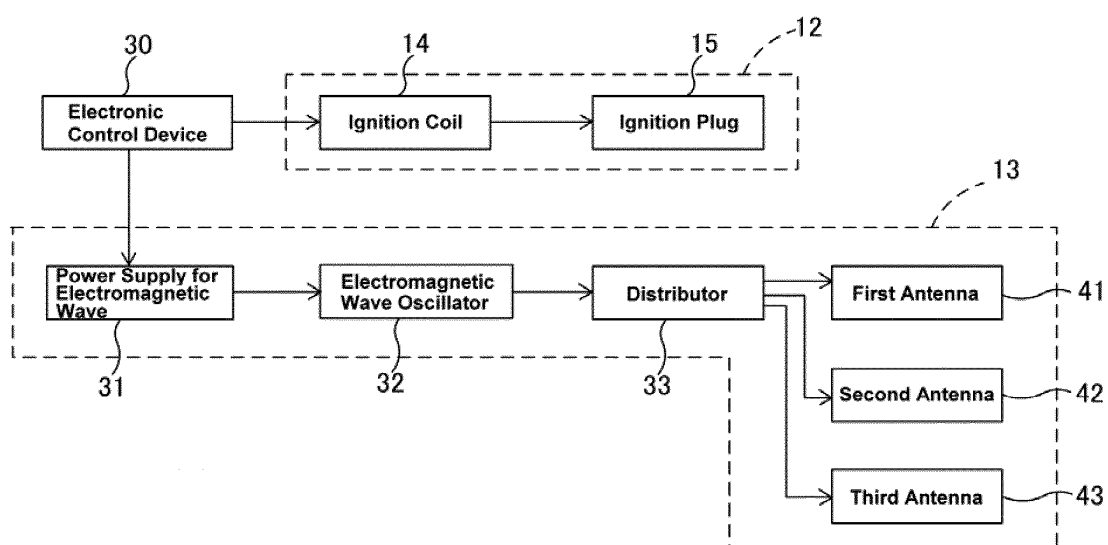 30
14
15
12
Electronic
Control Device
Ignition Coil
Ignition Plug
13
Power Supply for
Electromagnetic
Wave
Electromagnetic
Wave Oscillator
Distributor
First Antenna
41
31
32
33
Second Antenna
42
Third Antenna
43